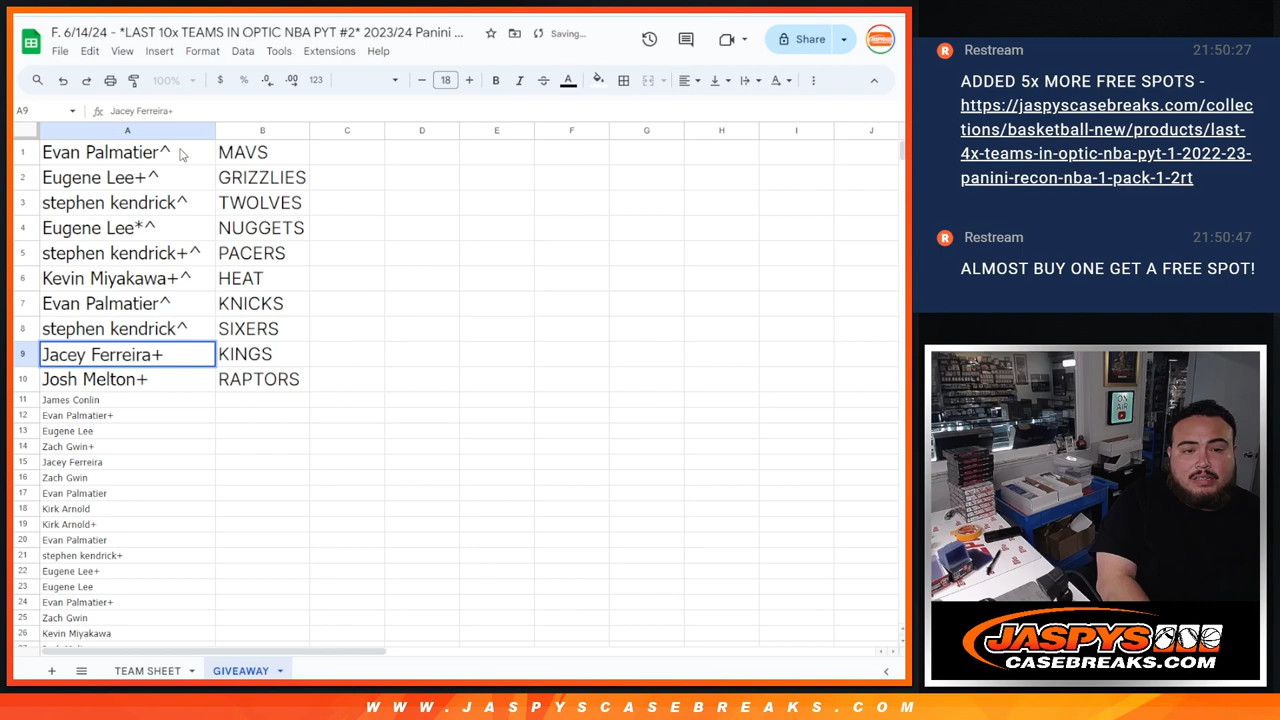 F. 6/14/24 - *LAST 10x TEAMS IN OPTIC NBA PYT #2* 2023/24 Panini ...
Saving...
Share
File Edit View Insert Format Data Tools Extensions Help
100% $ % .0 .00 123 18 B I A
A9 fx Jacey Ferreira+
A B C D E F G H I J
1 Evan Palmatier^ MAVS
2 Eugene Lee+^ GRIZZLIES
3 stephen kendrick^ TWOLVES
4 Eugene Lee*^ NUGGETS
5 stephen kendrick+^ PACERS
6 Kevin Miyakawa+^ HEAT
7 Evan Palmatier^ KNICKS
8 stephen kendrick^ SIXERS
9 Jacey Ferreira+ KINGS
10 Josh Melton+ RAPTORS
11 James Conlin
12 Evan Palmatier+
13 Eugene Lee
14 Zach Gwin+
15 Jacey Ferreira
16 Zach Gwin
17 Evan Palmatier
18 Kirk Arnold
19 Kirk Arnold+
20 Evan Palmatier
21 stephen kendrick+
22 Eugene Lee+
23 Eugene Lee
24 Evan Palmatier+
25 Zach Gwin
26 Kevin Miyakawa
TEAM SHEET GIVEAWAY
R Restream 21:50:27
ADDED 5x MORE FREE SPOTS -
https://jaspyscasebreaks.com/collec
tions/basketball-new/products/last-
4x-teams-in-optic-nba-pyt-1-2022-23-
panini-recon-nba-1-pack-1-2rt
R Restream 21:50:47
ALMOST BUY ONE GET A FREE SPOT!
ON
AIR
JASPYS
CASEBREAKS.COM
WWW.JASPYSCASEBREAKS.COM